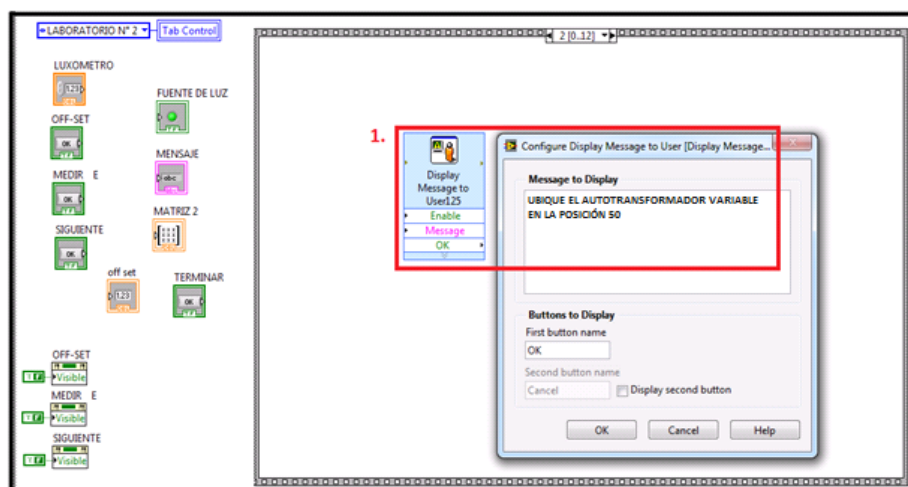 LABORATORIO N° 2
Tab Control
2 [0..12]
LUXOMETRO
1.23
FUENTE DE LUZ
OFF-SET
OK
MENSAJE
abc
MEDIR E
OK
MATRIZ 2
SIGUIENTE
OK
off set
1.23
TERMINAR
OK
OFF-SET
Visible
MEDIR E
Visible
SIGUIENTE
Visible
1.
Display
Message to
User125
Enable
Message
OK
Configure Display Message to User [Display Message...
Message to Display
UBIQUE EL AUTOTRANSFORMADOR VARIABLE
EN LA POSICIÓN 50
Buttons to Display
First button name
OK
Second button name
Cancel
Display second button
OK
Cancel
Help